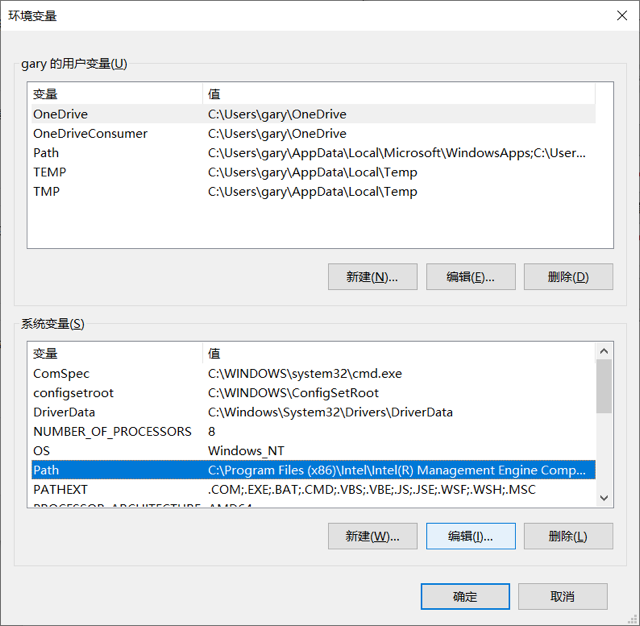 环境变量
gary 的用户变量(U)
变量 值
OneDrive C:\Users\gary\OneDrive
OneDriveConsumer C:\Users\gary\OneDrive
Path C:\Users\gary\AppData\Local\Microsoft\WindowsApps;C:\User...
TEMP C:\Users\gary\AppData\Local\Temp
TMP C:\Users\gary\AppData\Local\Temp
新建(N)... 编辑(E)... 删除(D)
系统变量(S)
变量 值
ComSpec C:\WINDOWS\system32\cmd.exe
configsetroot C:\WINDOWS\ConfigSetRoot
DriverData C:\Windows\System32\Drivers\DriverData
NUMBER_OF_PROCESSORS 8
OS Windows_NT
Path C:\Program Files (x86)\Intel\Intel(R) Management Engine Comp...
PATHEXT .COM;.EXE;.BAT;.CMD;.VBS;.VBE;.JS;.JSE;.WSF;.WSH;.MSC
PROCESSOR_ARCHITECTURE AMD64
新建(W)... 编辑(I)... 删除(L)
确定 取消